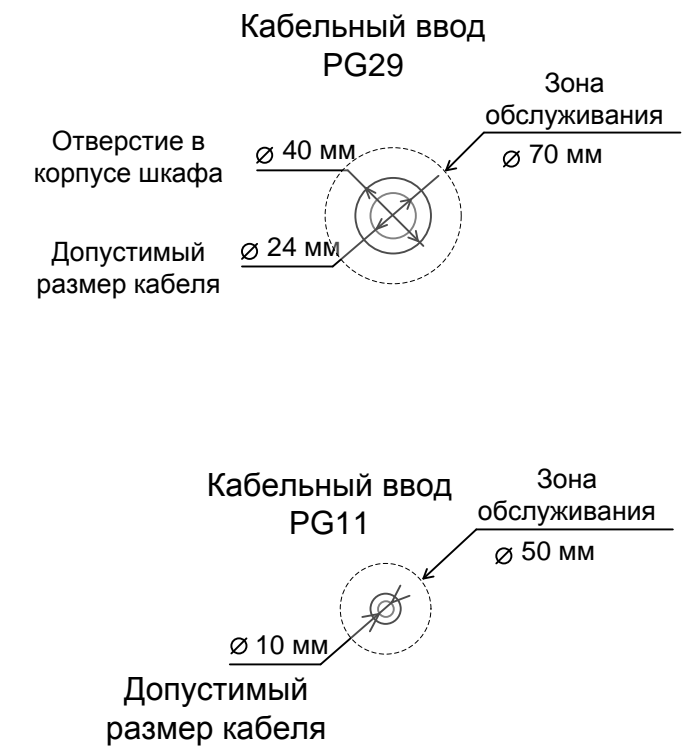 Кабельный ввод
PG29
Зона
обслуживания
⌀ 70 мм
Отверстие в
корпусе шкафа
⌀ 40 мм
Допустимый
размер кабеля
⌀ 24 мм
Кабельный ввод
PG11
Зона
обслуживания
⌀ 50 мм
⌀ 10 мм
Допустимый
размер кабеля